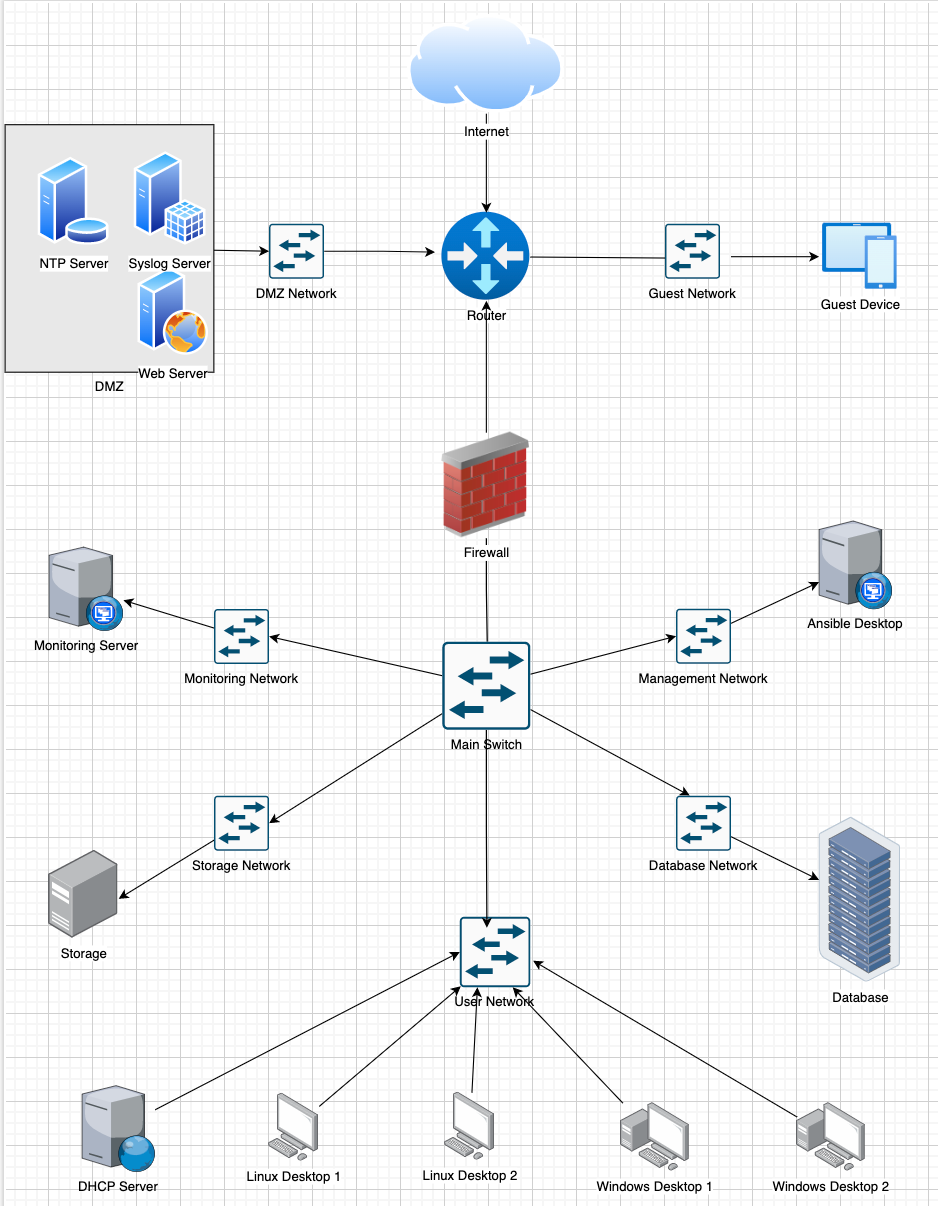 Internet
NTP Server
Syslog Server
DMZ Network
Guest Network
Guest Device
Router
Web Server
DMZ
Firewall
Ansible Desktop
Monitoring Server
Monitoring Network
Management Network
Main Switch
Storage Network
Database Network
Storage
Database
User Network
DHCP Server
Linux Desktop 1
Linux Desktop 2
Windows Desktop 1
Windows Desktop 2